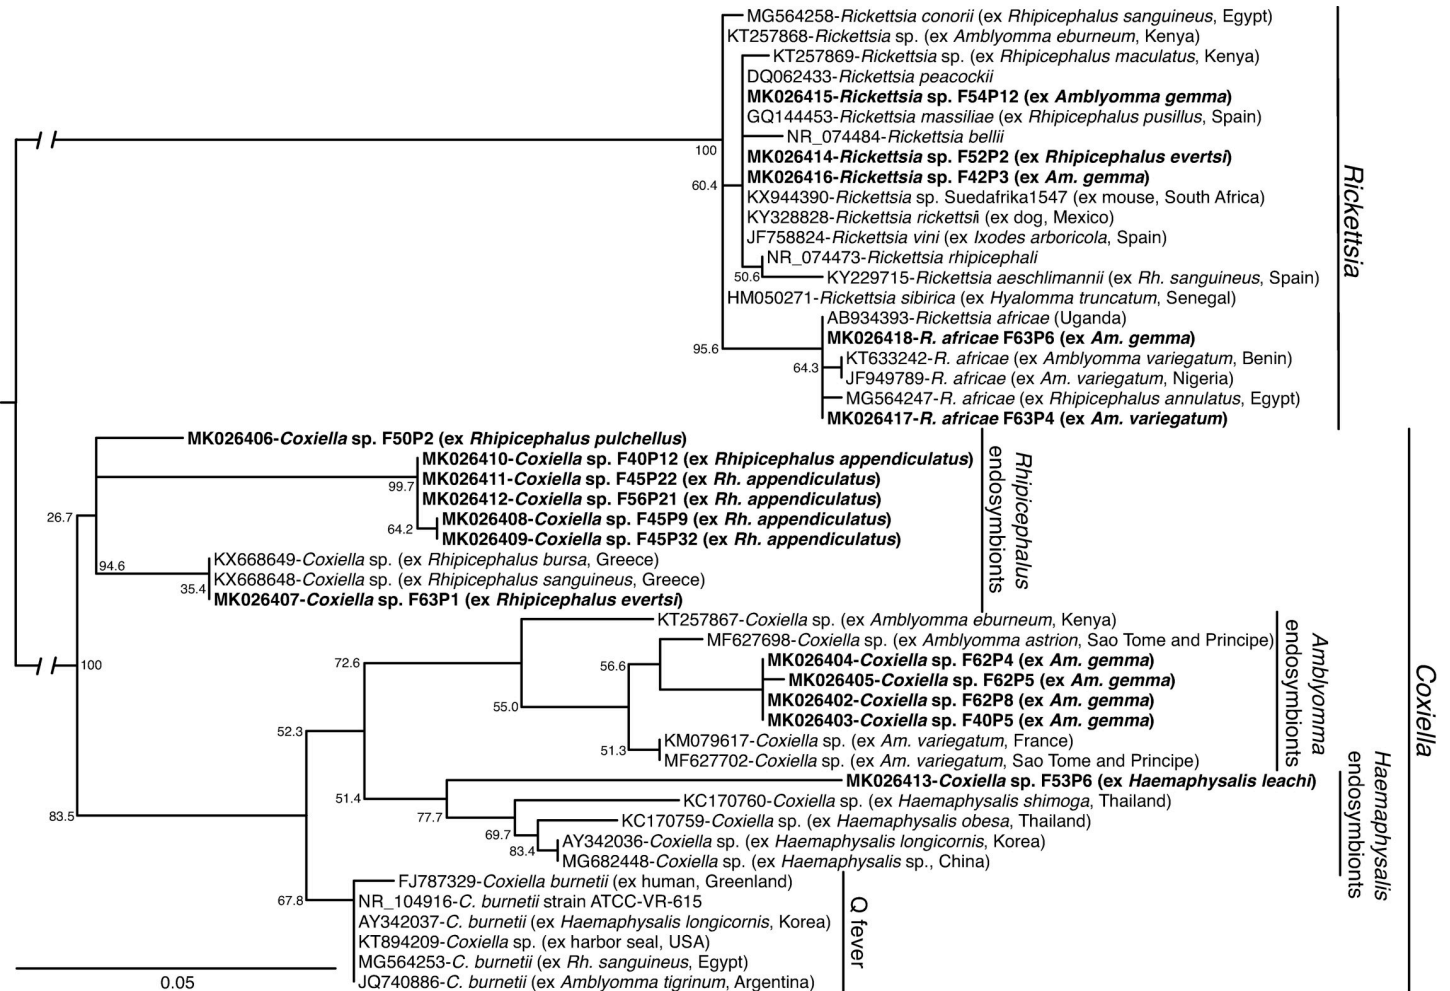 MG564258-Rickettsia conorii (ex Rhipicephalus sanguineus, Egypt)
KT257868-Rickettsia sp. (ex Amblyomma eburneum, Kenya)
KT257869-Rickettsia sp. (ex Rhipicephalus maculatus, Kenya)
DQ062433-Rickettsia peacockii
MK026415-Rickettsia sp. F54P12 (ex Amblyomma gemma)
GQ144453-Rickettsia massiliae (ex Rhipicephalus pusillus, Spain)
NR_074484-Rickettsia bellii
100
MK026414-Rickettsia sp. F52P2 (ex Rhipicephalus evertsi)
MK026416-Rickettsia sp. F42P3 (ex Am. gemma)
60.4
KX944390-Rickettsia sp. Suedafrika1547 (ex mouse, South Africa)
KY328828-Rickettsia rickettsii (ex dog, Mexico)
JF758824-Rickettsia vini (ex Ixodes arboricola, Spain)
NR_074473-Rickettsia rhipicephali
50.6
KY229715-Rickettsia aeschlimannii (ex Rh. sanguineus, Spain)
HM050271-Rickettsia sibirica (ex Hyalomma truncatum, Senegal)
AB934393-Rickettsia africae (Uganda)
MK026418-R. africae F63P6 (ex Am. gemma)
95.6
KT633242-R. africae (ex Amblyomma variegatum, Benin)
64.3
JF949789-R. africae (ex Am. variegatum, Nigeria)
MG564247-R. africae (ex Rhipicephalus annulatus, Egypt)
MK026417-R. africae F63P4 (ex Am. variegatum)
Rickettsia
MK026406-Coxiella sp. F50P2 (ex Rhipicephalus pulchellus)
MK026410-Coxiella sp. F40P12 (ex Rhipicephalus appendiculatus)
MK026411-Coxiella sp. F45P22 (ex Rh. appendiculatus)
99.7
MK026412-Coxiella sp. F56P21 (ex Rh. appendiculatus)
26.7
MK026408-Coxiella sp. F45P9 (ex Rh. appendiculatus)
64.2
MK026409-Coxiella sp. F45P32 (ex Rh. appendiculatus)
KX668649-Coxiella sp. (ex Rhipicephalus bursa, Greece)
94.6
KX668648-Coxiella sp. (ex Rhipicephalus sanguineus, Greece)
35.4
MK026407-Coxiella sp. F63P1 (ex Rhipicephalus evertsi)
Rhipicephalus
endosymbionts
KT257867-Coxiella sp. (ex Amblyomma eburneum, Kenya)
MF627698-Coxiella sp. (ex Amblyomma astrion, Sao Tome and Principe)
100
72.6
56.6
MK026404-Coxiella sp. F62P4 (ex Am. gemma)
MK026405-Coxiella sp. F62P5 (ex Am. gemma)
MK026402-Coxiella sp. F62P8 (ex Am. gemma)
55.0
MK026403-Coxiella sp. F40P5 (ex Am. gemma)
52.3
KM079617-Coxiella sp. (ex Am. variegatum, France)
51.3
MF627702-Coxiella sp. (ex Am. variegatum, Sao Tome and Principe)
Amblyomma
endosymbionts
MK026413-Coxiella sp. F53P6 (ex Haemaphysalis leachi)
51.4
KC170760-Coxiella sp. (ex Haemaphysalis shimoga, Thailand)
83.5
77.7
KC170759-Coxiella sp. (ex Haemaphysalis obesa, Thailand)
69.7
AY342036-Coxiella sp. (ex Haemaphysalis longicornis, Korea)
83.4
MG682448-Coxiella sp. (ex Haemaphysalis sp., China)
Haemaphysalis
endosymbionts
FJ787329-Coxiella burnetii (ex human, Greenland)
67.8
NR_104916-C. burnetii strain ATCC-VR-615
AY342037-C. burnetii (ex Haemaphysalis longicornis, Korea)
KT894209-Coxiella sp. (ex harbor seal, USA)
MG564253-C. burnetii (ex Rh. sanguineus, Egypt)
JQ740886-C. burnetii (ex Amblyomma tigrinum, Argentina)
Q fever
Coxiella
0.05